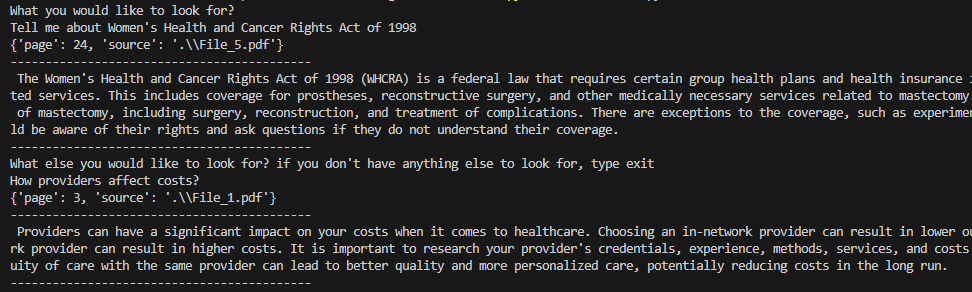 What you would like to look for?
Tell me about Women's Health and Cancer Rights Act of 1998
{'page': 24, 'source': '.\\File_5.pdf'}
-------------------------------------------
The Women's Health and Cancer Rights Act of 1998 (WHCRA) is a federal law that requires certain group health plans and health insurance
ted services. This includes coverage for prostheses, reconstructive surgery, and other medically necessary services related to mastectomy
of mastectomy, including surgery, reconstruction, and treatment of complications. There are exceptions to the coverage, such as experimen
ld be aware of their rights and ask questions if they do not understand their coverage.
-------------------------------------------
What else you would like to look for? if you don't have anything else to look for, type exit
How providers affect costs?
{'page': 3, 'source': '.\\File_1.pdf'}
-------------------------------------------
Providers can have a significant impact on your costs when it comes to healthcare. Choosing an in-network provider can result in lower ou
rk provider can result in higher costs. It is important to research your provider's credentials, experience, methods, services, and costs
uity of care with the same provider can lead to better quality and more personalized care, potentially reducing costs in the long run.
-------------------------------------------